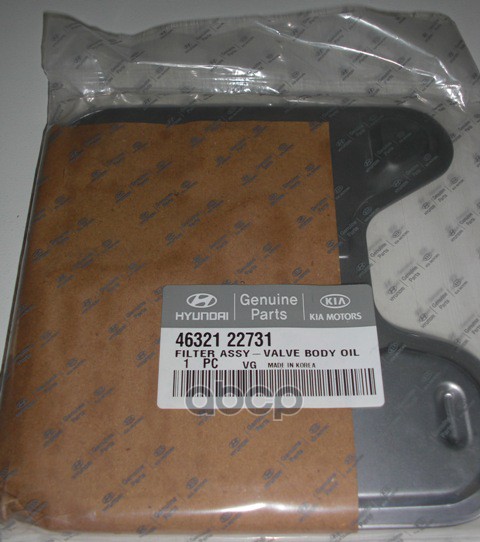 HYUNDAI
Genuine Parts
KIA
KIA MOTORS
46321 22731
FILTER ASSY-VALVE BODY OIL
1 PC VG MADE IN KOREA
abcp